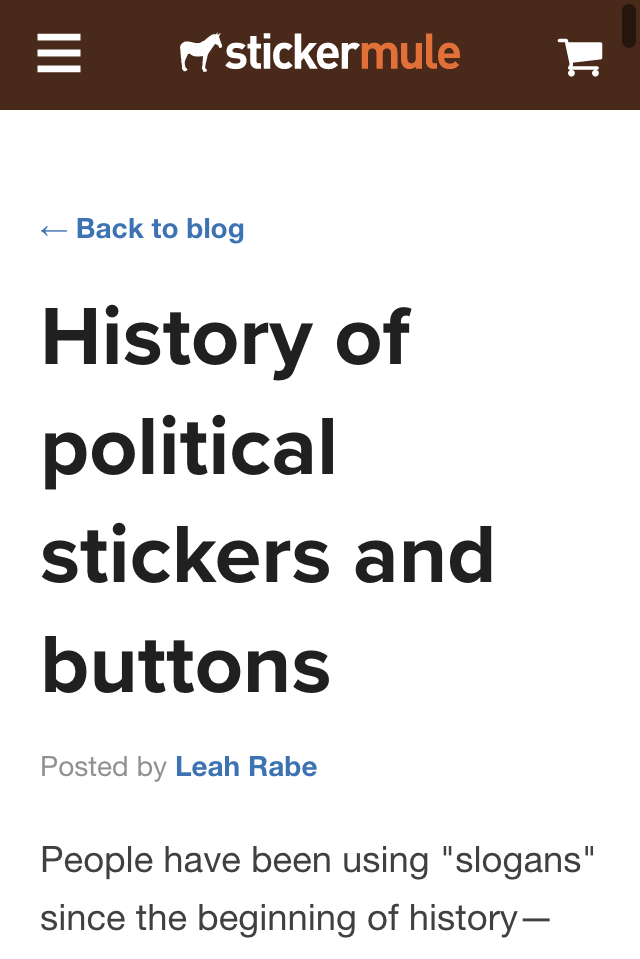 stickermule
← Back to blog
History of
political
stickers and
buttons
Posted by Leah Rabe
People have been using "slogans"
since the beginning of history—